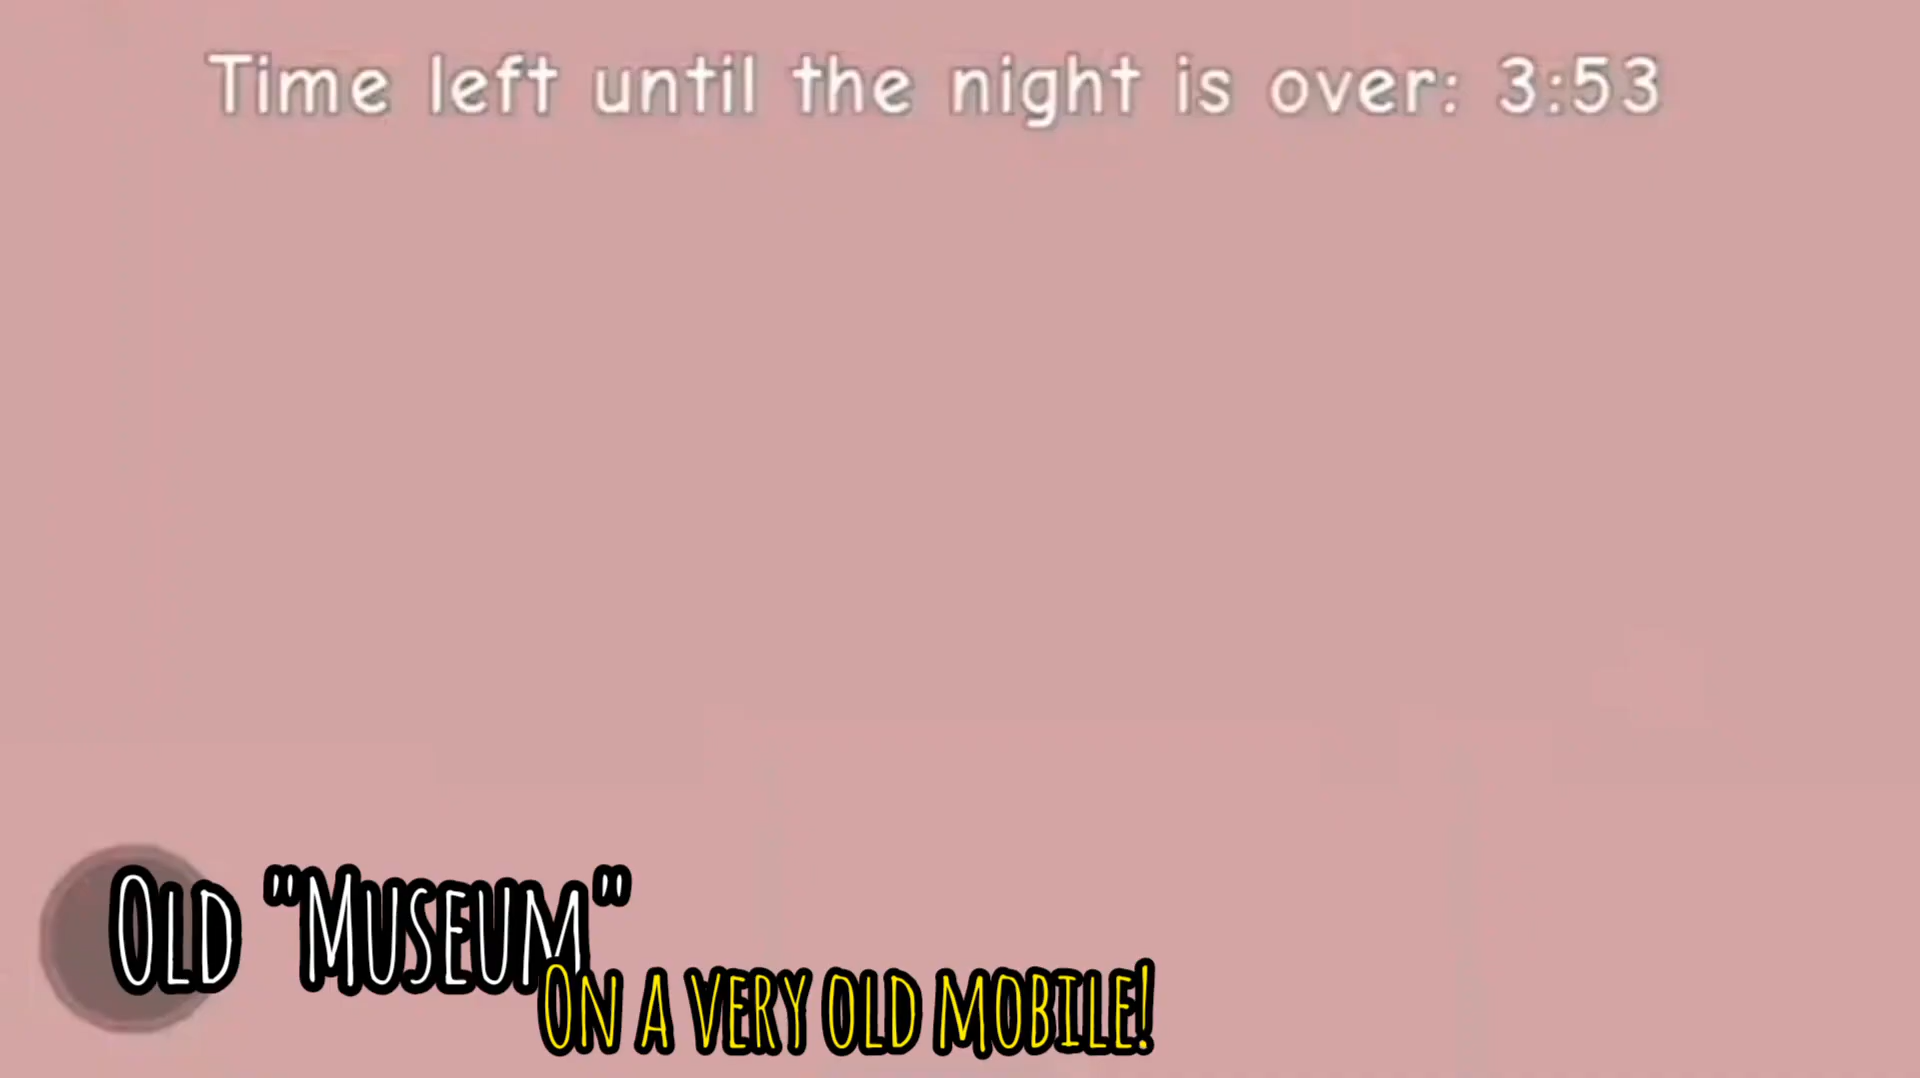 Time left until the night is over: 3:53
Old "Museum"
On a very old mobile!